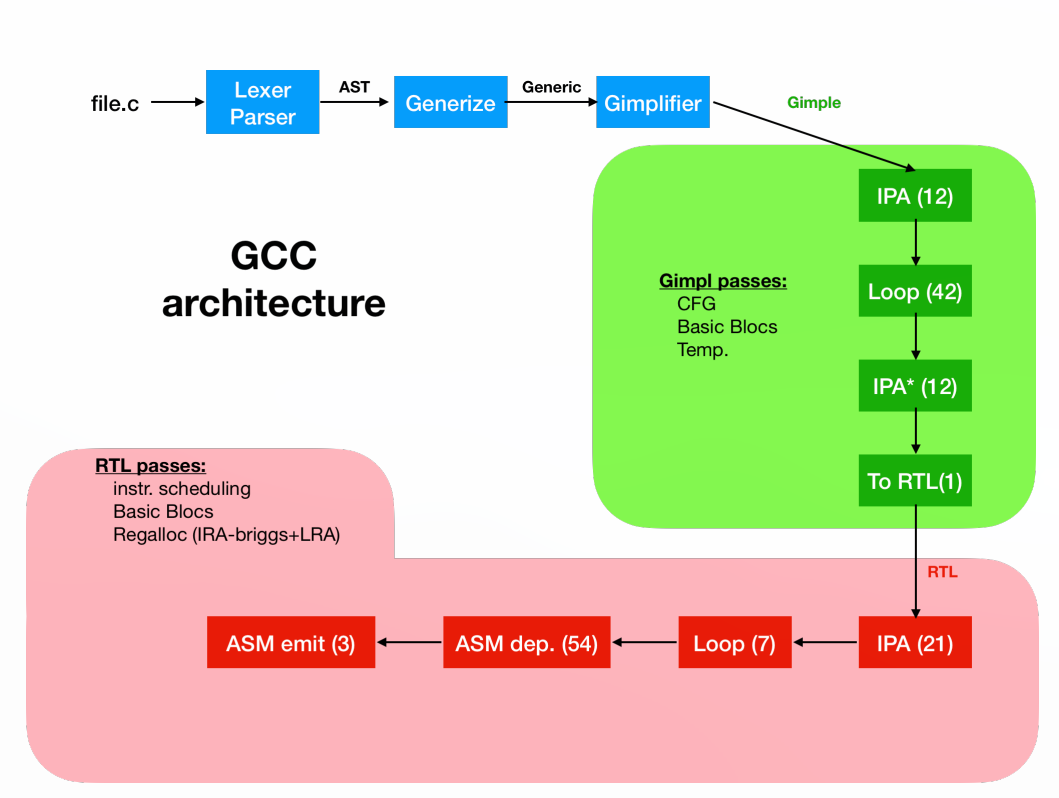 file.c
Lexer
Parser
AST
Generize
Generic
Gimplifier
Gimple
GCC
architecture
Gimpl passes:
CFG
Basic Blocs
Temp.
IPA (12)
Loop (42)
IPA* (12)
To RTL(1)
RTL passes:
instr. scheduling
Basic Blocs
Regalloc (IRA-briggs+LRA)
RTL
ASM emit (3)
ASM dep. (54)
Loop (7)
IPA (21)